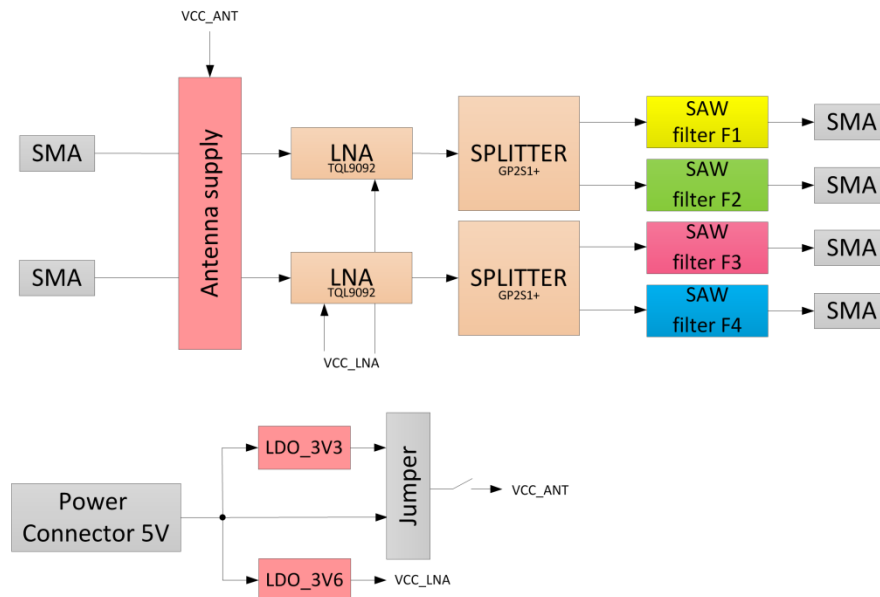 VCC_ANT
Antenna supply
SMA
LNA
TQL9092
SPLITTER
GP2S1+
SAW
filter F1
SMA
SAW
filter F2
SMA
SMA
LNA
TQL9092
SPLITTER
GP2S1+
SAW
filter F3
SMA
SAW
filter F4
SMA
VCC_LNA
Power
Connector 5V
LDO_3V3
Jumper
VCC_ANT
LDO_3V6
VCC_LNA